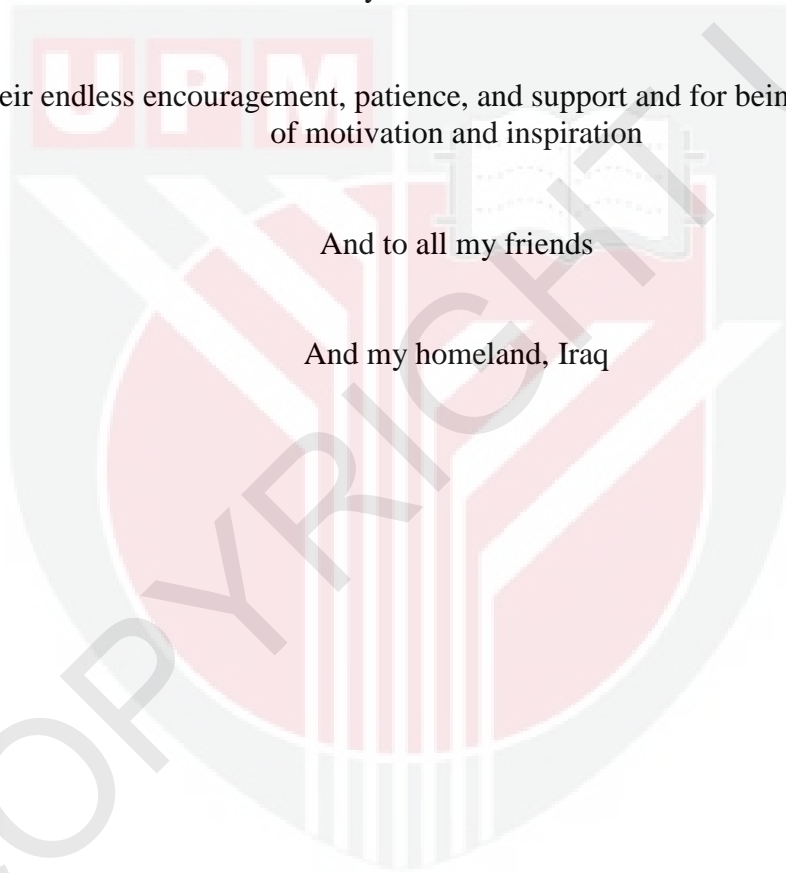 UPM
endless encouragement, patience, and support and for
of motivation and inspiration
And to all my friends
And my homeland, Iraq
COPYRIGHT